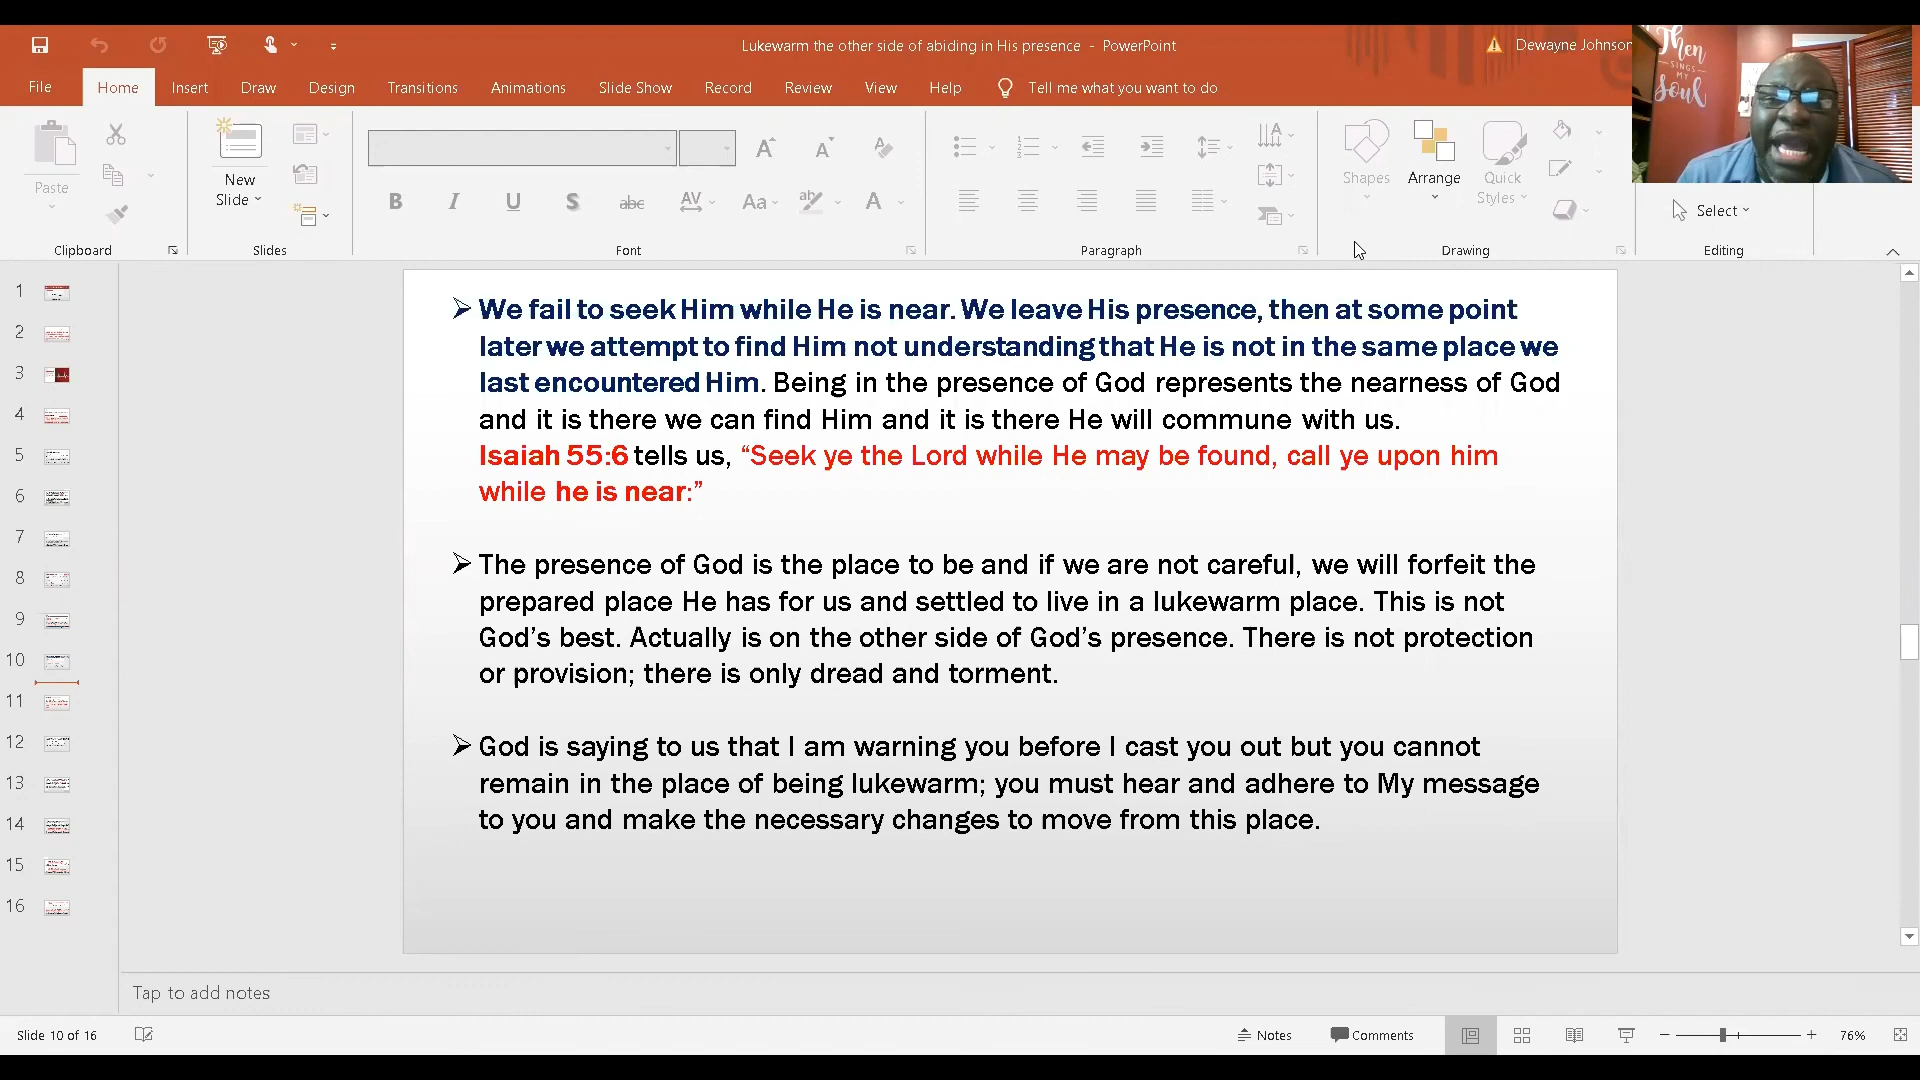 Lukewarm the other side of abiding in His presence - PowerPoint
Dewayne Johnson
File Home Insert Draw Design Transitions Animations Slide Show Record Review View Help Tell me what you want to do
Then
SINGS
MY
Soul
Paste
New
Slide
Shapes
Arrange
Quick
Styles
Select
Clipboard
Slides
Font
Paragraph
Drawing
Editing
1
2
3
4
5
6
7
8
9
10
11
12
13
14
15
16
We fail to seek Him while He is near. We leave His presence, then at some point
later we attempt to find Him not understanding that He is not in the same place we
last encountered Him. Being in the presence of God represents the nearness of God
and it is there we can find Him and it is there He will commune with us.
Isaiah 55:6 tells us, “Seek ye the Lord while He may be found, call ye upon him
while he is near:”
The presence of God is the place to be and if we are not careful, we will forfeit the
prepared place He has for us and settled to live in a lukewarm place. This is not
God’s best. Actually is on the other side of God’s presence. There is not protection
or provision; there is only dread and torment.
God is saying to us that I am warning you before I cast you out but you cannot
remain in the place of being lukewarm; you must hear and adhere to My message
to you and make the necessary changes to move from this place.
Tap to add notes
Slide 10 of 16
Notes
Comments
76%